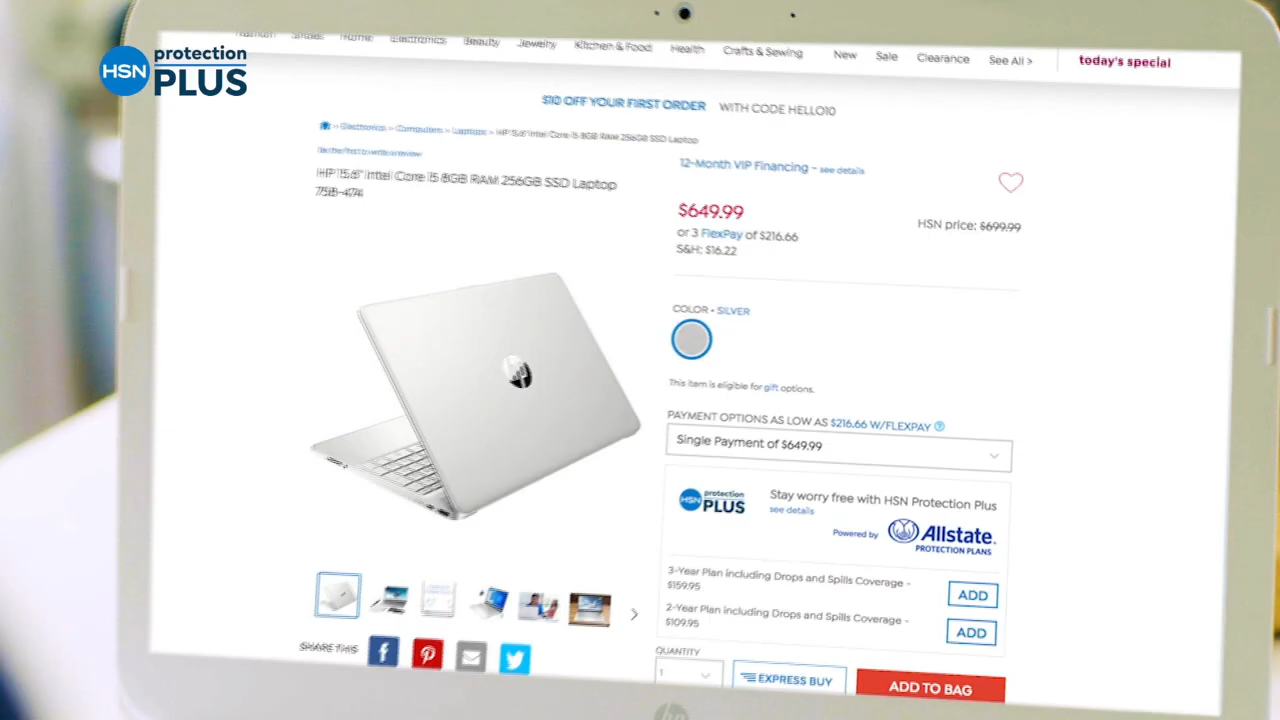 HSN protection PLUS
Fashion Shoes Home Electronics Beauty Jewelry Kitchen & Food Health Crafts & Sewing New Sale Clearance See All > today's special
$10 OFF YOUR FIRST ORDER WITH CODE HELLO10
> Electronics > Computers > Laptops > HP 15.6" Intel Core i5 8GB RAM 256GB SSD Laptop
Be the first to write a review
12-Month VIP Financing - see details
HP 15.6" Intel Core i5 8GB RAM 256GB SSD Laptop
758-474
$649.99
HSN price: $699.99
or 3 FlexPay of $216.66
S&H: $16.22
COLOR • SILVER
This item is eligible for gift options.
PAYMENT OPTIONS AS LOW AS $216.66 W/FLEXPAY ?
Single Payment of $649.99
HSN protection PLUS
Stay worry free with HSN Protection Plus
see details
Powered by Allstate.
PROTECTION PLANS
3-Year Plan including Drops and Spills Coverage -
$159.95
ADD
2-Year Plan including Drops and Spills Coverage -
$109.95
ADD
SHARE THIS
QUANTITY
1
EXPRESS BUY
ADD TO BAG
hp